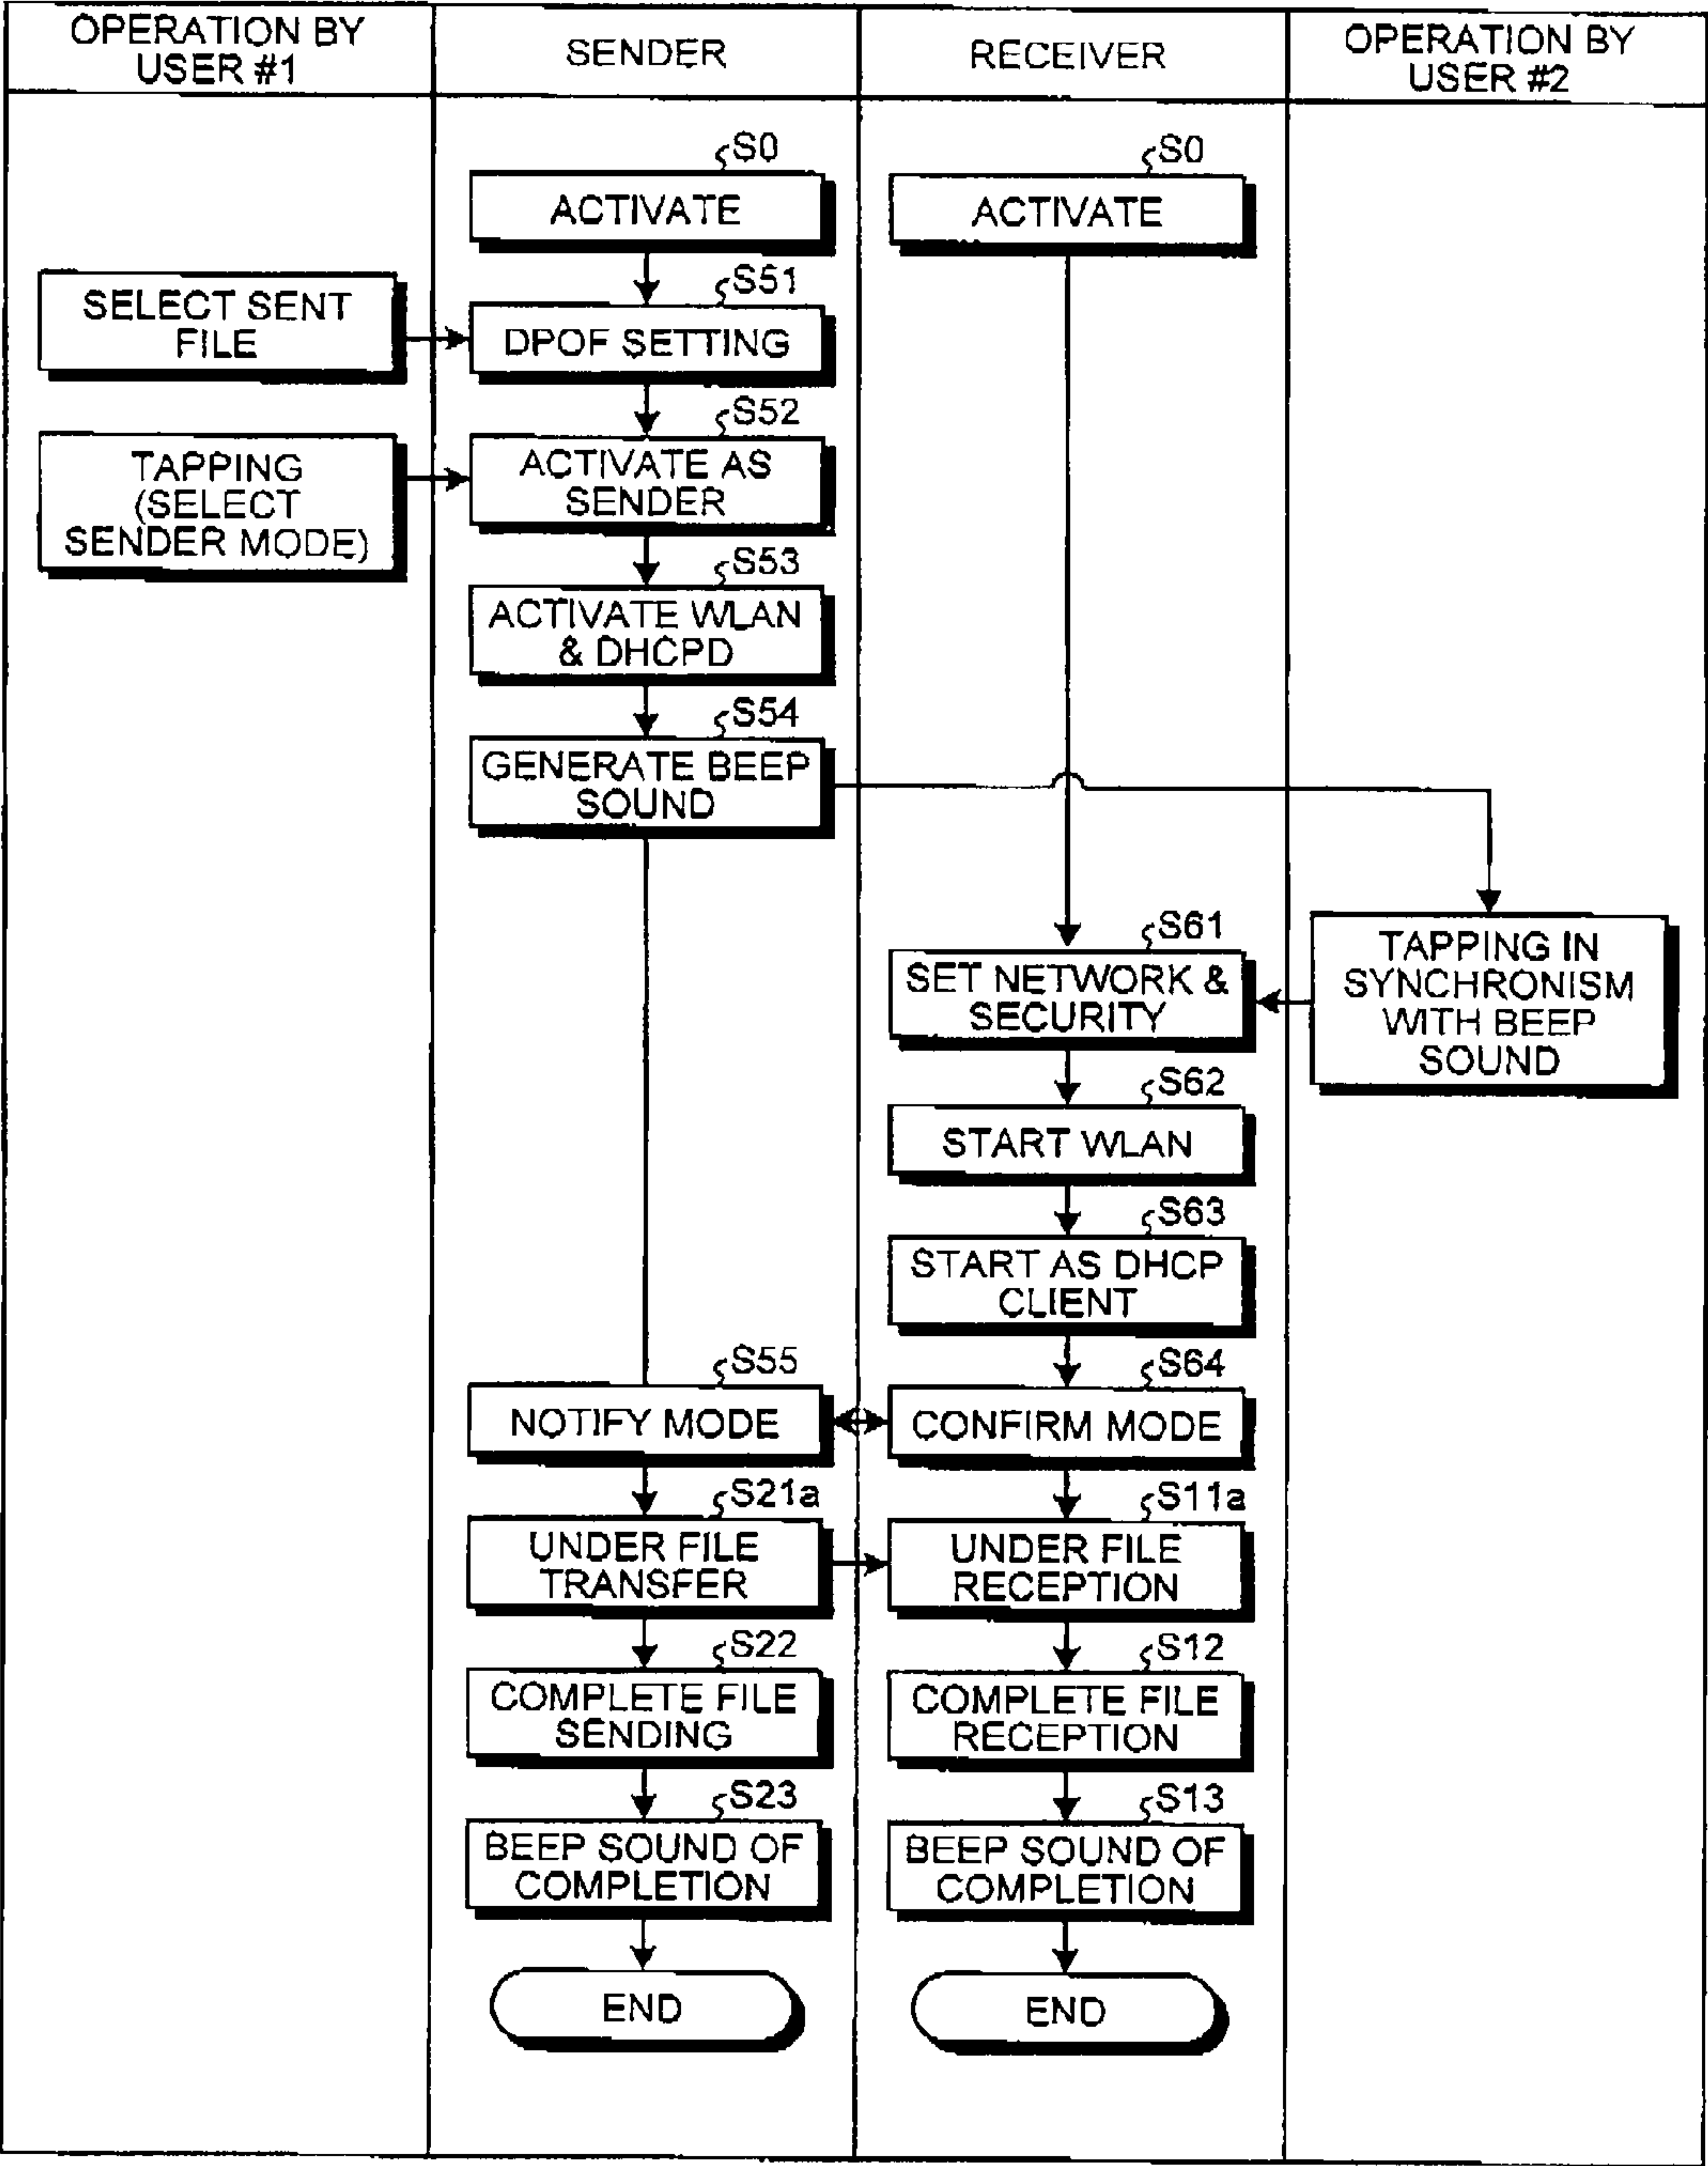 OPERATION BY
USER #1
SENDER
RECEIVER
OPERATION BY
USER #2
S0
ACTIVATE
S0
ACTIVATE
SELECT SENT
FILE
S51
DPOF SETTING
TAPPING
(SELECT
SENDER MODE)
S52
ACTIVATE AS
SENDER
S53
ACTIVATE WLAN
& DHCPD
S54
GENERATE BEEP
SOUND
TAPPING IN
SYNCHRONISM
WITH BEEP
SOUND
S61
SET NETWORK &
SECURITY
S62
START WLAN
S63
START AS DHCP
CLIENT
S55
NOTIFY MODE
S64
CONFIRM MODE
S21a
UNDER FILE
TRANSFER
S11a
UNDER FILE
RECEPTION
S22
COMPLETE FILE
SENDING
S12
COMPLETE FILE
RECEPTION
S23
BEEP SOUND OF
COMPLETION
S13
BEEP SOUND OF
COMPLETION
END
END